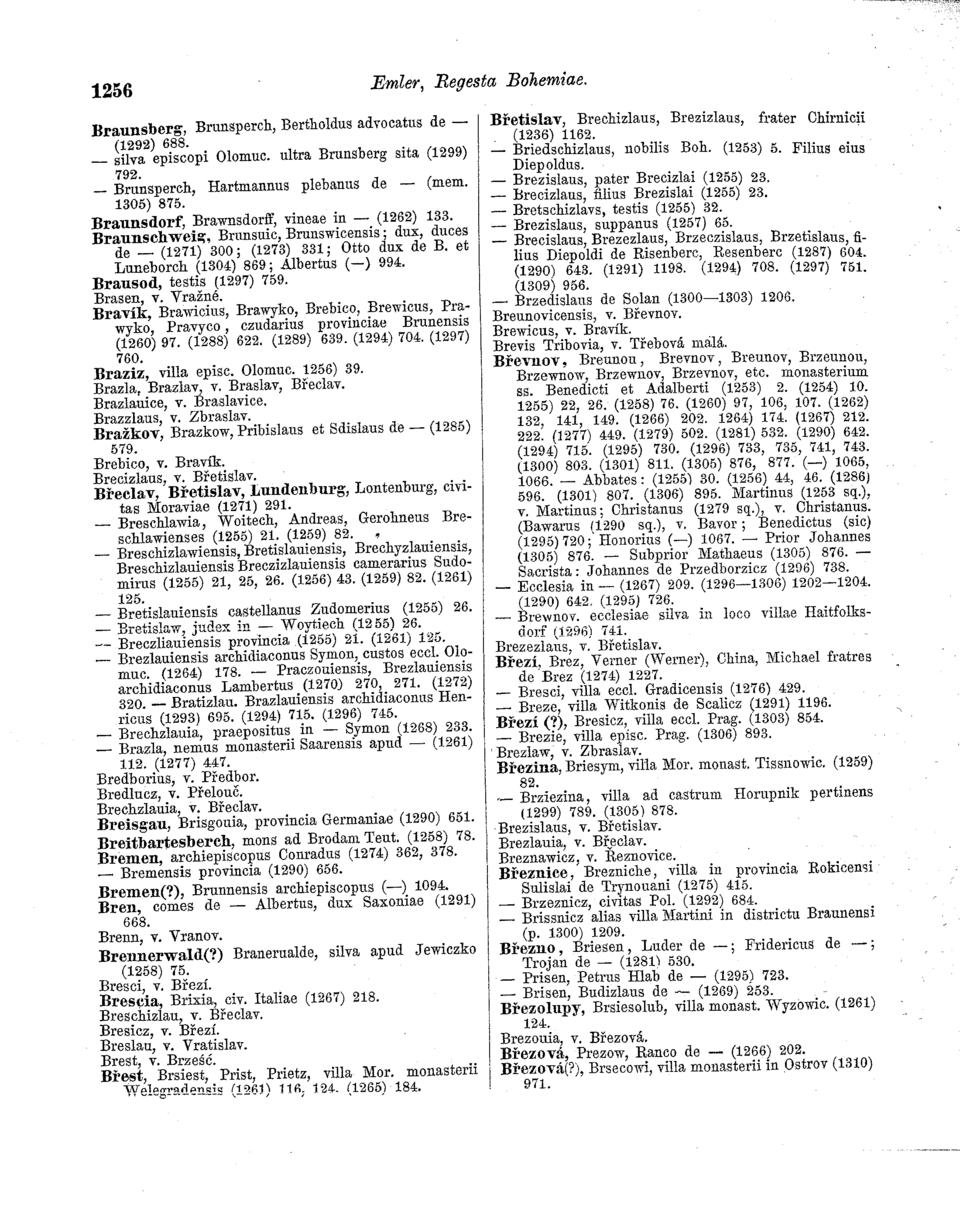 1256
Emler, Regesta Bohemiae.
Braunsberg, Brunsperch, Bertholdus advocatus de —
(1292) 688.
— silva episcopi Olomuc. ultra Brunsberg sita (1299)
792.
— Brunsperch, Hartmannus plebanus de — (mem.
1305) 875.
Braunsdorf, Brawnsdorff, vineae in — (1262) 133.
Braunschweig, Brunsuic, Brunswicensis; dux, duces
de — (1271) 300; (1273) 331; Otto dux de B. et
Luneborch (1304) 869; Albertus (—) 994.
Brausod, testis (1297) 759.
Brasen, v. Vražné.
Bravík, Brawicius, Brawyko, Brebico, Brewicus, Pra-
wyko, Pravyco, czudarius provinciae Brunensis
(1260) 97. (1288) 622. (1289) 639. (1294) 704. (1297)
760.
Braziz, villa episc. Olomuc. 1256) 39.
Brazla, Brazlav, v. Braslav, Břeclav.
Brazlauice, v. Braslavice.
Brazzlaus, v. Zbraslav.
Bražkov, Brazkow, Pribislaus et Sdislaus de — (1285)
579.
Brebico, v. Bravík.
Brecizlaus, v. Břetislav.
Břeclav, Břetislav, Lundenburg, Lontenburg, civi-
tas Moraviae (1271) 291.
— Breschlawia, Woitech, Andreas, Gerohneus Bre-
schlawienses (1255) 21. (1259) 82.
— Breschizlawiensis, Bretislauiensis, Brechyzlauiensis,
Breschizlauiensis Breczizlauiensis camerarius Sudo-
mirus (1255) 21, 25, 26. (1256) 43. (1259) 82. (1261)
125.
— Bretislauiensis castellanus Zudomerius (1255) 26.
— Bretislaw, judex in — Woytiech (1255) 26.
— Breczliauiensis provincia (1255) 21. (1261) 125.
— Brezlauiensis archidiaconus Symon, custos eccl. Olo-
muc. (1264) 178. — Praczouiensis, Brezlauiensis
archidiaconus Lambertus (1270) 270, 271. (1272)
320. — Bratizlau. Brazlauiensis archidiaconus Hen-
ricus (1293) 695. (1294) 715. (1296) 745.
— Brechzlauia, praepositus in — Symon (1268) 233.
— Brazla, nemus monasterii Saarensis apud — (1261)
112. (1277) 447.
Bredborius, v. Předbor.
Bredlucz, v. Přelouč.
Brechzlauia, v. Břeclav.
Breisgau, Brisgonia, provincia Germaniae (1290) 651.
Breitbartesberch, mons ad Brodam Teut. (1258) 78.
Bremen, archiepiscopus Conradus (1274) 362, 378.
— Bremensis provincia (1290) 656.
Bremen(?), Brunnensis archiepiscopus (—) 1094.
Bren, comes de — Albertus, dux Saxoniae (1291)
668.
Brenn, v. Vranov.
Brennerwald(?) Branerualde, silva apud Jewiczko
(1258) 75.
Bresci, v. Březí.
Brescia, Brixia, civ. Italiae (1267) 218.
Breschizlau, v. Břeclav.
Bresicz, v. Březí.
Breslau, v. Vratislav.
Brest, v. Brześć.
Břest, Brsiest, Prist, Prietz, villa Mor. monasterii
Welegradensis (1261) 116, 124. (1265) 184.
Břetislav, Brechizlaus, Brezizlaus, frater Chirnicii
(1236) 1162.
— Briedschizlaus, nobilis Boh. (1253) 5. Filius eius
Diepoldus.
— Brezislaus, pater Brecizlai (1255) 23.
— Brecizlaus, filius Brezislai (1255) 23.
— Bretschizlavs, testis (1255) 32.
— Brezislaus, suppanus (1257) 65.
— Brecislaus, Brezezlaus, Brzeczislaus, Brzetislaus, fi-
lius Diepoldi de Risenberc, Resenberc (1287) 604.
(1290) 643. (1291) 1198. (1294) 708. (1297) 751.
(1309) 956.
— Brzedislaus de Solan (1300—1303) 1206.
Breunovicensis, v. Břevnov.
Brewicus, v. Bravík.
Brevis Tribovia, v. Třebová malá.
Břevnov, Breunou, Brevnov, Breunov, Brzeunou,
Brzewnow, Brzewnov, Brzevnov, etc. monasterium
ss. Benedicti et Adalberti (1253) 2. (1254) 10.
1255) 22, 26. (1258) 76. (1260) 97, 106, 107. (1262)
132, 141, 149. (1266) 202. 1264) 174. (1267) 212.
222. (1277) 449. (1279) 502. (1281) 532. (1290) 642.
(1294) 715. (1295) 730. (1296) 733, 735, 741, 743.
(1300) 803. (1301) 811. (1305) 876, 877. (—) 1065,
1066. — Abbates: (1255) 30. (1256) 44, 46. (1286)
596. (1301) 807. (1306) 895. Martinus (1253 sq.),
v. Martinus; Christanus (1279 sq.), v. Christanus.
(Bawarus (1290 sq.), v. Bavor; Benedictus (sic)
(1295) 720; Honorius (—) 1067. — Prior Johannes
(1305) 876. — Subprior Mathaeus (1305) 876. —
Sacrista: Johannes de Przedborzicz (1296) 738.
— Ecclesia in — (1267) 209. (1296—1306) 1202—1204.
(1290) 642. (1295) 726.
— Brewnov. ecclesiae silva in loco villae Haitfolks-
dorf (1296) 741.
Brezezlaus, v. Břetislav.
Březí, Brez, Verner (Werner), China, Michael fratres
de Brez (1274) 1227.
— Bresci, villa eccl. Gradicensis (1276) 429.
— Breze, villa Witkonis de Scalicz (1291) 1196.
Březí (?), Bresicz, villa eccl. Prag. (1303) 854.
— Brezie, villa episc. Prag. (1306) 893.
Brezlaw, v. Zbraslav.
Březina, Briesym, villa Mor. monast. Tissnowic. (1259)
82.
— Brziezina, villa ad castrum Horupnik pertinens
(1299) 789. (1305) 878.
Brezislaus, v. Břetislav.
Brezlauia, v. Břeclav.
Breznawicz, v. Řeznovice.
Březnice, Brezniche, villa in provincia Rokicensi
Sulislai de Trynouani (1275) 415.
— Brzeznicz, civitas Pol. (1292) 684.
— Brissnicz alias villa Martini in districtu Braunensi
(p. 1300) 1209.
Březno, Briesen, Luder de —; Fridericus de —;
Trojan de — (1281) 530.
— Prisen, Petrus Hlab de — (1295) 723.
— Brisen, Budizlaus de — (1269) 253.
Březolupy, Brsiesolub, villa monast. Wyzowic. (1261)
124.
Brezouia, v. Březová.
Březová, Prezow, Ranco de — (1266) 202.
Březová(?), Brsecowi, villa monasterii in Ostrov (1310)
971.